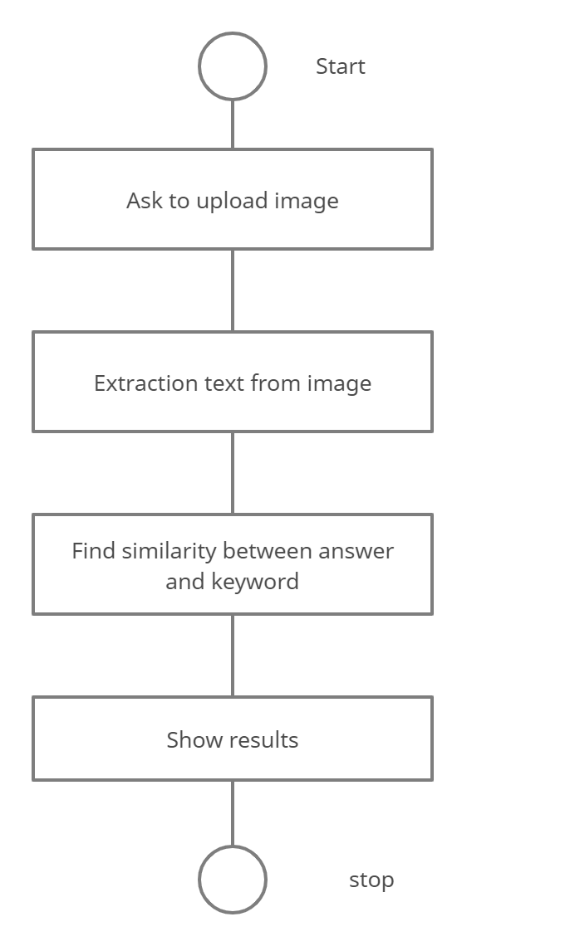 Start
Ask to upload image
Extraction text from image
Find similarity between answer
and keyword
Show results
stop